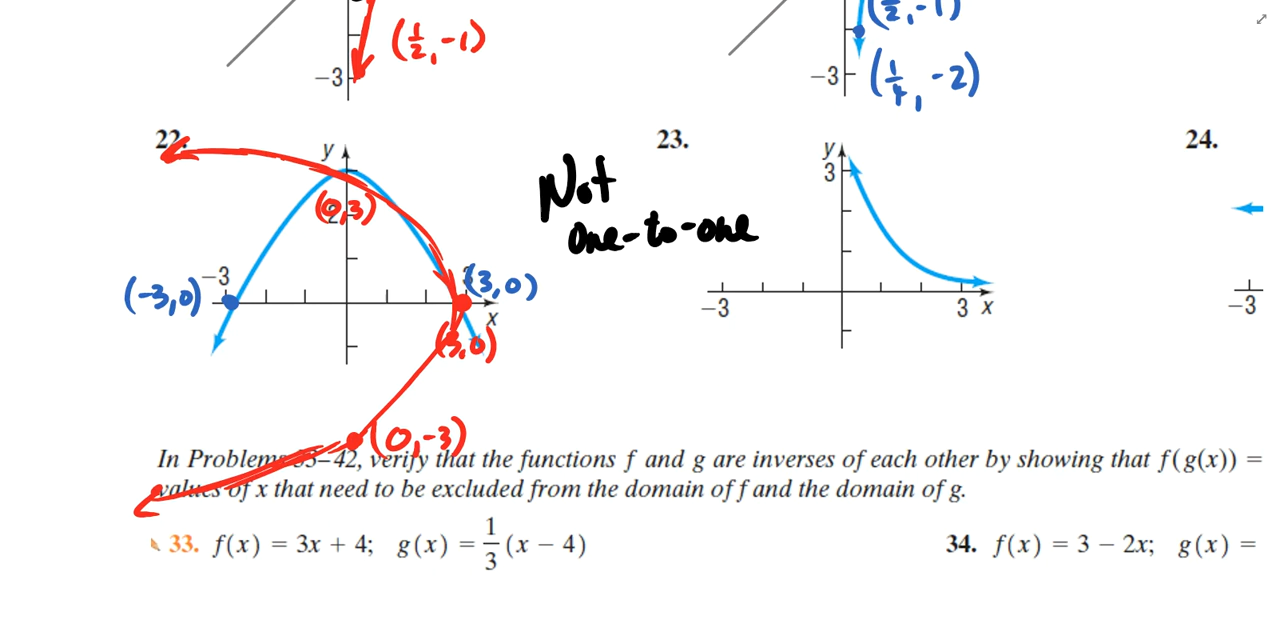 (1/2, -1)
-3
(1/2, -1)
-3
(1/4, -2)
22.
y
(0,3)
2
(-3,0)
-3
(3,0)
x
(3,0)
(0,-3)
Not
one-to-one
23.
y
3
-3
3 x
24.
-3
In Problems 33–42, verify that the functions f and g are inverses of each other by showing that f(g(x)) =
values of x that need to be excluded from the domain of f and the domain of g.
33. f(x) = 3x + 4; g(x) = 1/3 (x − 4)
34. f(x) = 3 − 2x; g(x) =